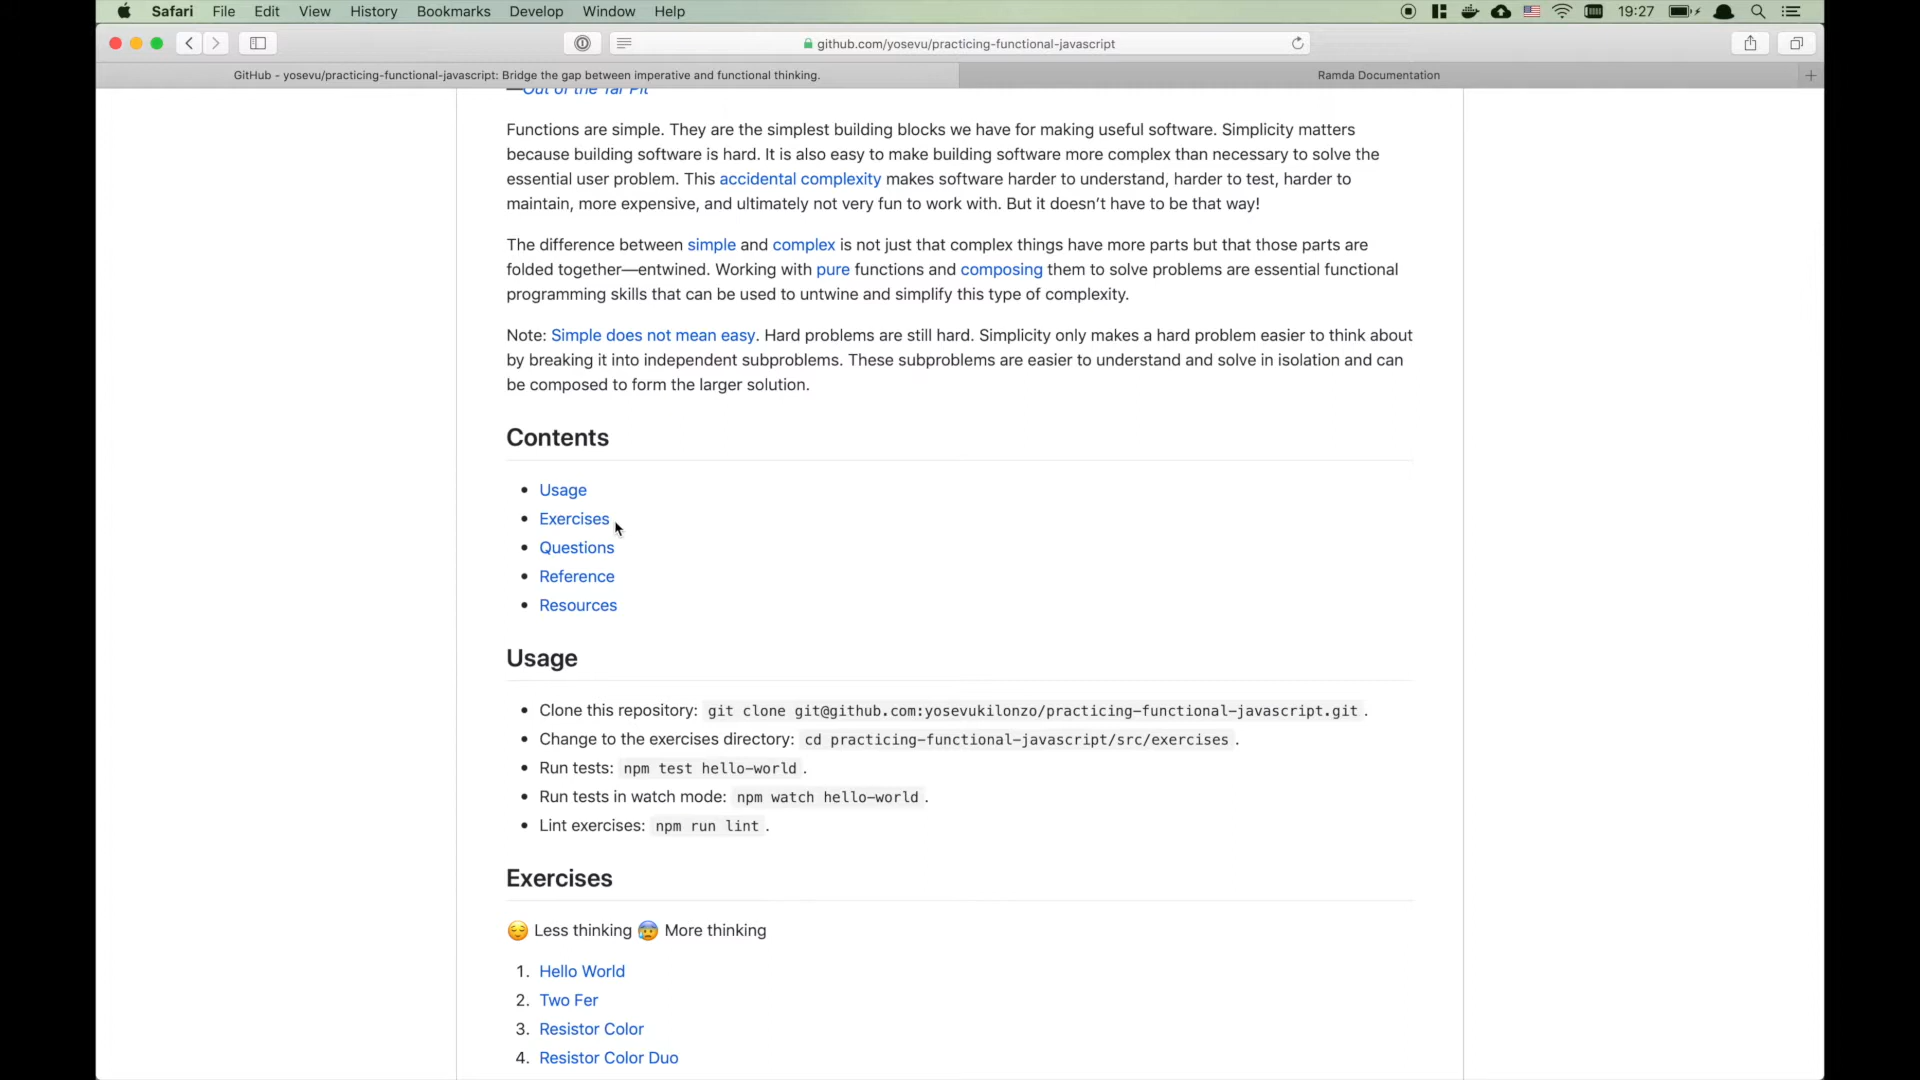 Safari File Edit View History Bookmarks Develop Window Help 19:27
github.com/yosevu/practicing-functional-javascript
GitHub - yosevu/practicing-functional-javascript: Bridge the gap between imperative and functional thinking. Ramda Documentation
—Out of the Tar Pit
Functions are simple. They are the simplest building blocks we have for making useful software. Simplicity matters
because building software is hard. It is also easy to make building software more complex than necessary to solve the
essential user problem. This accidental complexity makes software harder to understand, harder to test, harder to
maintain, more expensive, and ultimately not very fun to work with. But it doesn’t have to be that way!
The difference between simple and complex is not just that complex things have more parts but that those parts are
folded together—entwined. Working with pure functions and composing them to solve problems are essential functional
programming skills that can be used to untwine and simplify this type of complexity.
Note: Simple does not mean easy. Hard problems are still hard. Simplicity only makes a hard problem easier to think about
by breaking it into independent subproblems. These subproblems are easier to understand and solve in isolation and can
be composed to form the larger solution.
Contents
• Usage
• Exercises
• Questions
• Reference
• Resources
Usage
• Clone this repository: git clone git@github.com:yosevukilonzo/practicing-functional-javascript.git .
• Change to the exercises directory: cd practicing-functional-javascript/src/exercises .
• Run tests: npm test hello-world .
• Run tests in watch mode: npm watch hello-world .
• Lint exercises: npm run lint .
Exercises
😌 Less thinking 😰 More thinking
1. Hello World
2. Two Fer
3. Resistor Color
4. Resistor Color Duo